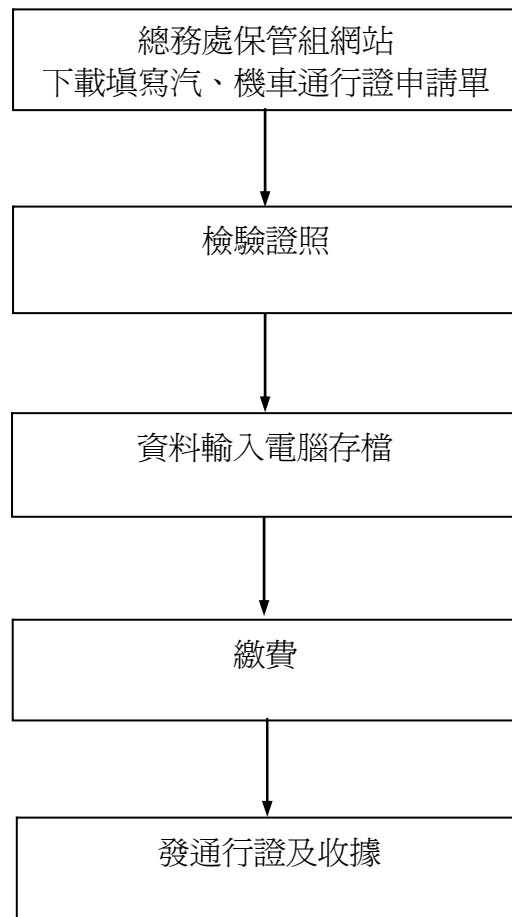 總務處保管組網站
下載填寫汽、機車通行證申請單
檢驗證照
資料輸入電腦存檔
繳費
發通行證及收據